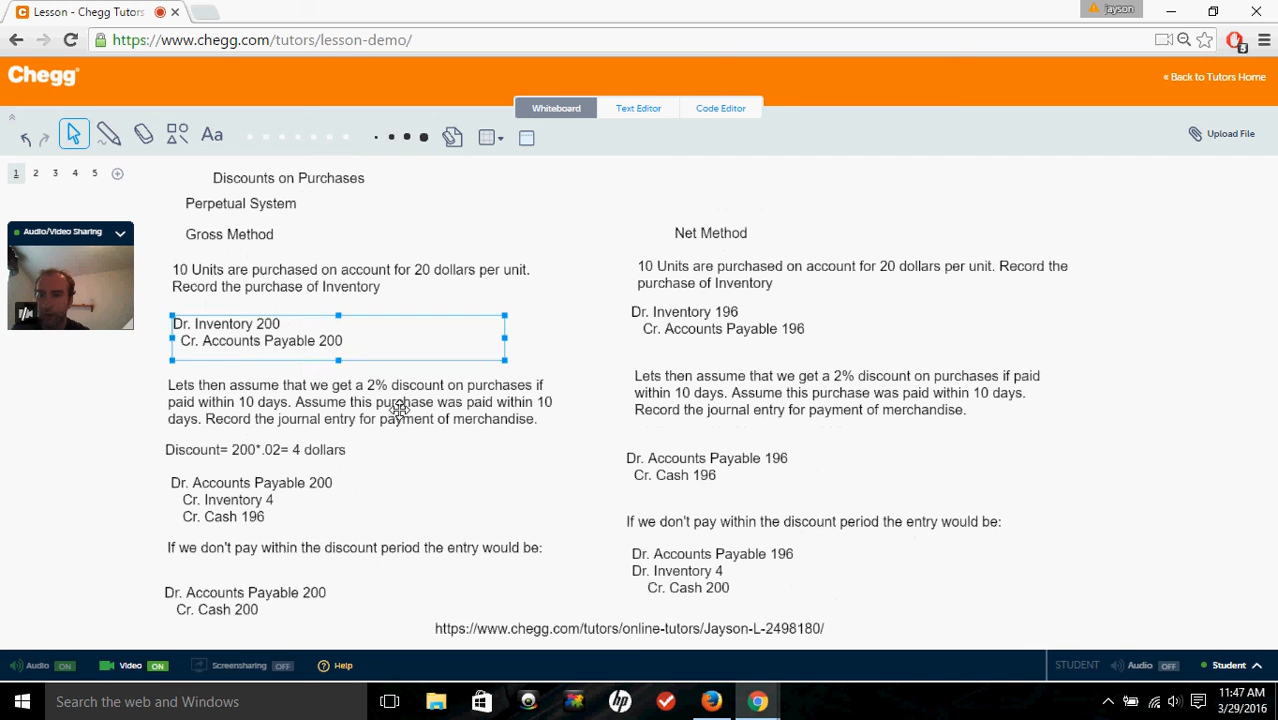 Lesson - Chegg Tutors
jayson
https://www.chegg.com/tutors/lesson-demo/
Chegg
« Back to Tutors Home
Whiteboard
Text Editor
Code Editor
Aa
Upload File
1 2 3 4 5
Discounts on Purchases
Perpetual System
Audio/Video Sharing
Gross Method
10 Units are purchased on account for 20 dollars per unit.
Record the purchase of Inventory
Dr. Inventory 200
Cr. Accounts Payable 200
Lets then assume that we get a 2% discount on purchases if
paid within 10 days. Assume this purchase was paid within 10
days. Record the journal entry for payment of merchandise.
Discount= 200*.02= 4 dollars
Dr. Accounts Payable 200
Cr. Inventory 4
Cr. Cash 196
If we don't pay within the discount period the entry would be:
Dr. Accounts Payable 200
Cr. Cash 200
Net Method
10 Units are purchased on account for 20 dollars per unit. Record the
purchase of Inventory
Dr. Inventory 196
Cr. Accounts Payable 196
Lets then assume that we get a 2% discount on purchases if paid
within 10 days. Assume this purchase was paid within 10 days.
Record the journal entry for payment of merchandise.
Dr. Accounts Payable 196
Cr. Cash 196
If we don't pay within the discount period the entry would be:
Dr. Accounts Payable 196
Dr. Inventory 4
Cr. Cash 200
https://www.chegg.com/tutors/online-tutors/Jayson-L-2498180/
Audio ON
Video ON
Screensharing OFF
Help
STUDENT
Audio OFF
Student
Search the web and Windows
hp
11:47 AM
3/29/2016